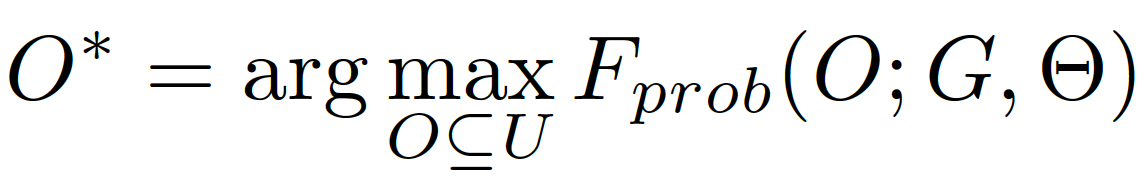 O* = arg max_{O⊆U} F_{prob}(O; G, Θ)